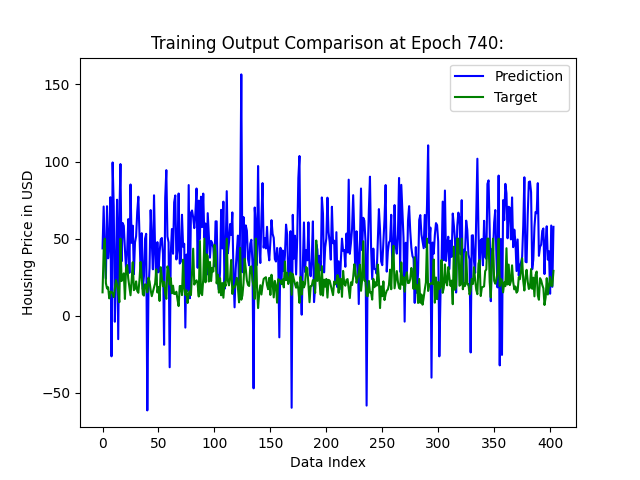 Training Output Comparison at Epoch 740:
Prediction
Target
Housing Price in USD
150
100
50
0
−50
0 50 100 150 200 250 300 350 400
Data Index